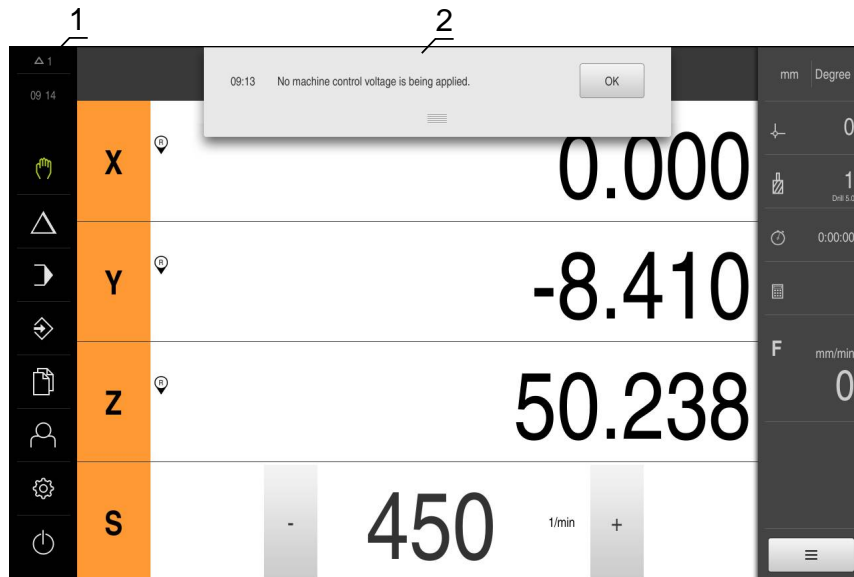 1
2
1
09 14
09:13 No machine control voltage is being applied. OK
mm Degree
X R 0.000
0
1
Drill 5.0
Y R -8.410
0:00:00
Z R 50.238
F mm/min
0
S - 450 1/min +